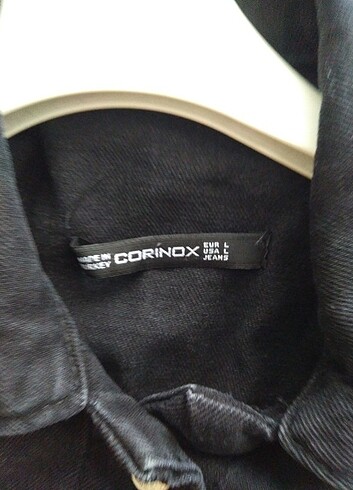 MADE IN
TURKEY
CORINOX
EUR L
USA L
JEANS